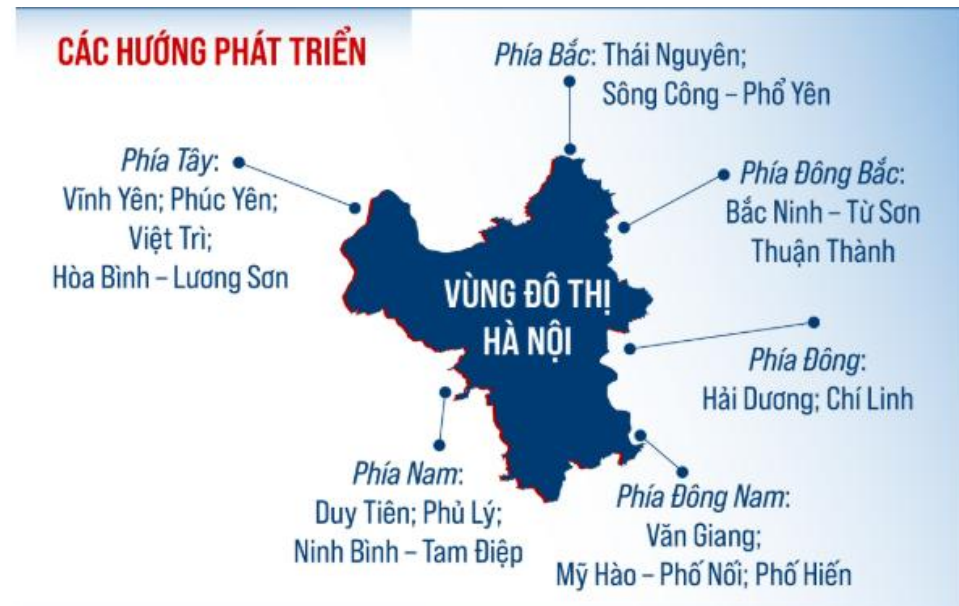 CÁC HƯỚNG PHÁT TRIỂN
Phía Bắc: Thái Nguyên;
Sông Công – Phổ Yên
Phía Tây:
Vĩnh Yên; Phúc Yên;
Việt Trì;
Hòa Bình – Lương Sơn
Phía Đông Bắc:
Bắc Ninh – Từ Sơn
Thuận Thành
VÙNG ĐÔ THỊ
HÀ NỘI
Phía Đông:
Hải Dương; Chí Linh
Phía Nam:
Duy Tiên; Phủ Lý;
Ninh Bình – Tam Điệp
Phía Đông Nam:
Văn Giang;
Mỹ Hào – Phố Nối; Phố Hiến